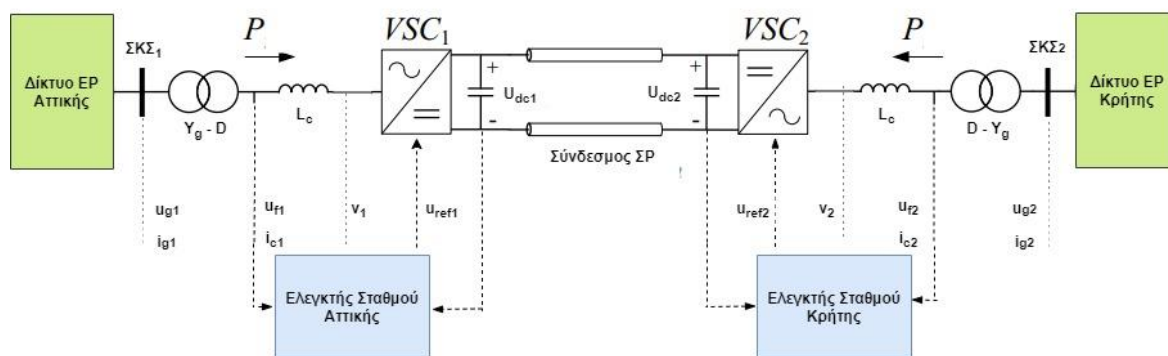 Δίκτυο ΕΡ
Αττικής
ΣΚΣ1
Yg - D
P
Lc
VSC1
+
Udc1
-
Σύνδεσμος ΣΡ
+
Udc2
-
VSC2
P
Lc
D - Yg
ΣΚΣ2
Δίκτυο ΕΡ
Κρήτης
ug1
ig1
uf1
ic1
v1
uref1
uref2
v2
uf2
ic2
ug2
ig2
Ελεγκτής Σταθμού
Αττικής
Ελεγκτής Σταθμού
Κρήτης